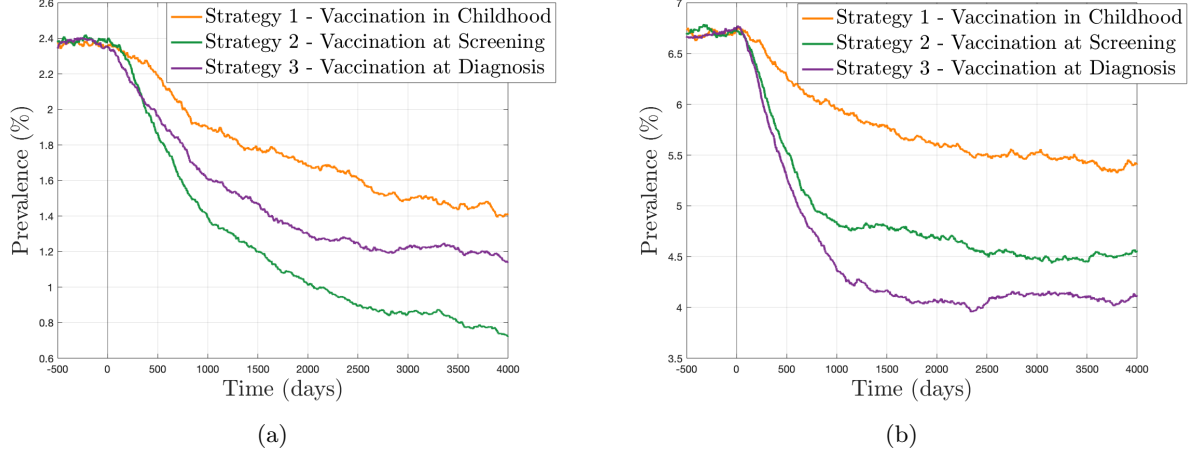 2.6
2.4
2.2
2
1.8
1.6
1.4
1.2
1
0.8
0.6
Prevalence (%)
Strategy 1 - Vaccination in Childhood
Strategy 2 - Vaccination at Screening
Strategy 3 - Vaccination at Diagnosis
-500 0 500 1000 1500 2000 2500 3000 3500 4000
Time (days)
(a)
7
6.5
6
5.5
5
4.5
4
3.5
Prevalence (%)
Strategy 1 - Vaccination in Childhood
Strategy 2 - Vaccination at Screening
Strategy 3 - Vaccination at Diagnosis
-500 0 500 1000 1500 2000 2500 3000 3500 4000
Time (days)
(b)